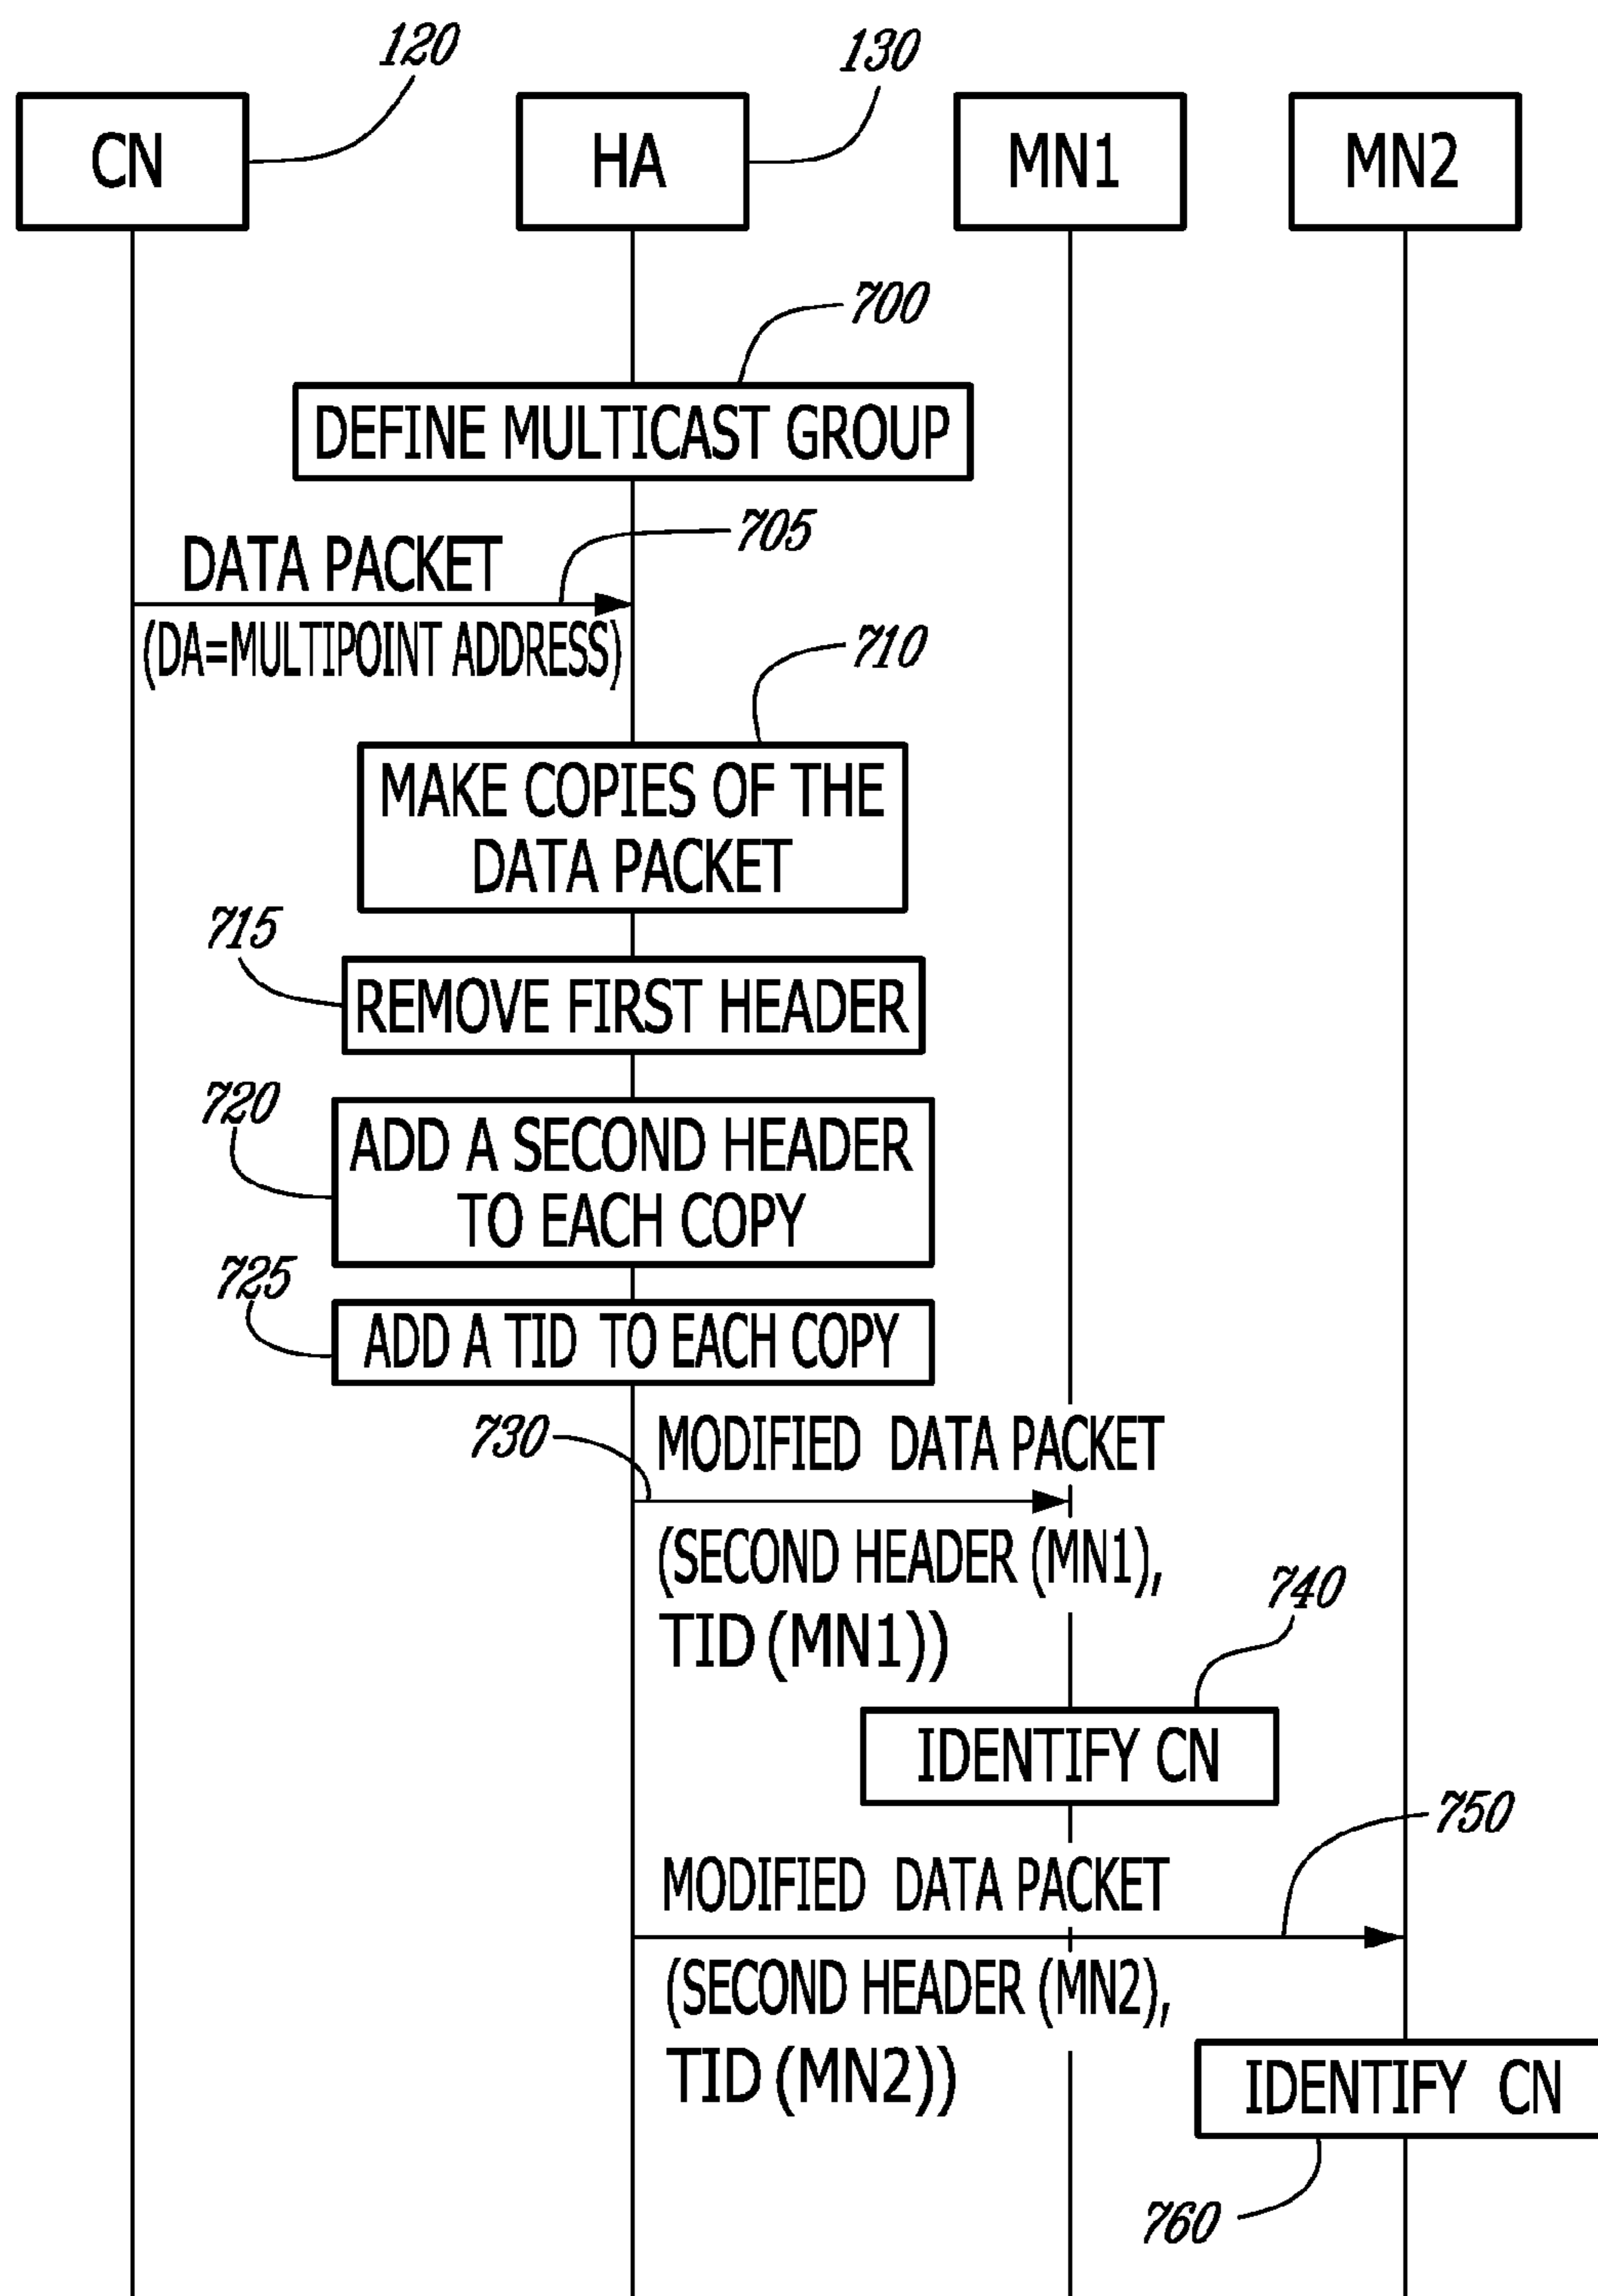 120
130
CN
HA
MN1
MN2
700
DEFINE MULTICAST GROUP
705
DATA PACKET
(DA=MULTIPOINT ADDRESS)
710
MAKE COPIES OF THE
DATA PACKET
715
REMOVE FIRST HEADER
720
ADD A SECOND HEADER
TO EACH COPY
725
ADD A TID TO EACH COPY
730
MODIFIED DATA PACKET
(SECOND HEADER (MN1),
TID (MN1))
740
IDENTIFY CN
750
MODIFIED DATA PACKET
(SECOND HEADER (MN2),
TID (MN2))
IDENTIFY CN
760